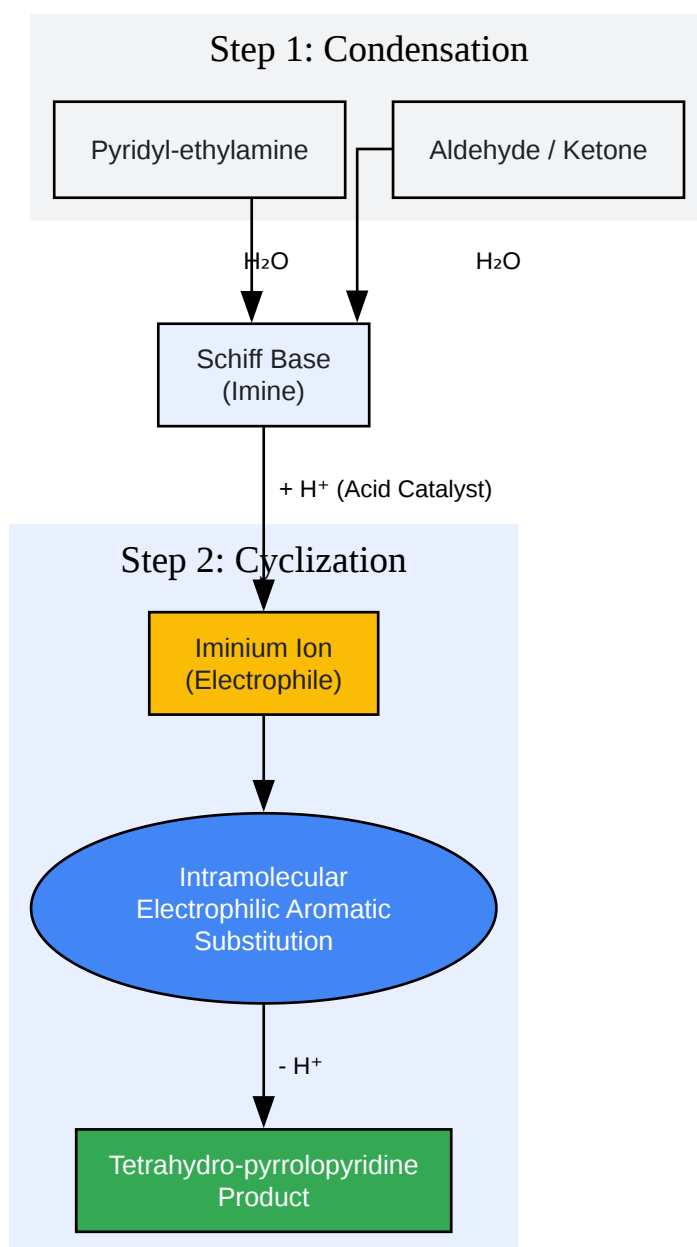 Step 1: Condensation
Pyridyl-ethylamine
Aldehyde / Ketone
H₂O
H₂O
Schiff Base
(Imine)
+ H⁺ (Acid Catalyst)
Step 2: Cyclization
Iminium Ion
(Electrophile)
Intramolecular
Electrophilic Aromatic
Substitution
- H⁺
Tetrahydro-pyrrolopyridine
Product